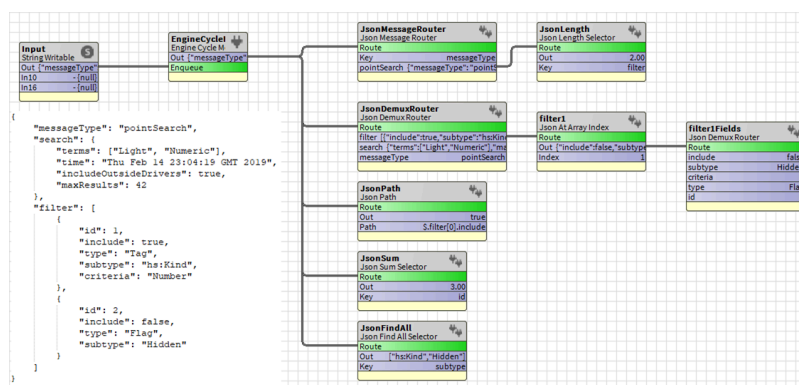 Input
String Writable
Out {"messageType"
In10 - {null}
In16 - {null}
EngineCycleI
Engine Cycle M
Out {"messageType"
Enqueue
JsonMessageRouter
Json Message Router
Route
Key messageType
pointSearch {"messageType":"pointS
JsonLength
Json Length Selector
Route
Out 2.00
Key filter
JsonDemuxRouter
Json Demux Router
Route
filter [{"include":true,"subtype":"hs:Kin
search {"terms":["Light","Numeric"],"ma
messageType pointSearch
filter1
Json At Array Index
Route
Out {"include":false,"subtype
Index 1
filter1Fields
Json Demux Router
Route
include fals
subtype Hidde
criteria
type Fla
id
JsonPath
Json Path
Route
Out true
Path $.filter[0].include
JsonSum
Json Sum Selector
Route
Out 3.00
Key id
JsonFindAll
Json Find All Selector
Route
Out ["hs:Kind","Hidden"]
Key subtype
{
"messageType": "pointSearch",
"search": {
"terms": ["Light", "Numeric"],
"time": "Thu Feb 14 23:04:19 GMT 2019",
"includeOutsideDrivers": true,
"maxResults": 42
},
"filter": [
{
"id": 1,
"include": true,
"type": "Tag",
"subtype": "hs:Kind",
"criteria": "Number"
},
{
"id": 2,
"include": false,
"type": "Flag",
"subtype": "Hidden"
}
]
}